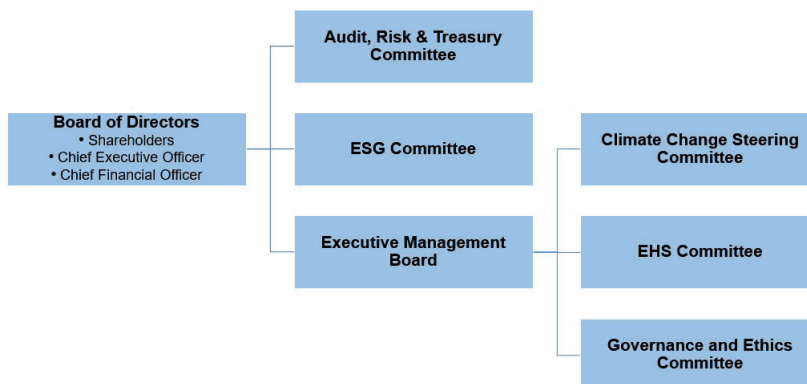 Audit, Risk & Treasury
Committee
Board of Directors
• Shareholders
• Chief Executive Officer
• Chief Financial Officer
ESG Committee
Climate Change Steering
Committee
Executive Management
Board
EHS Committee
Governance and Ethics
Committee